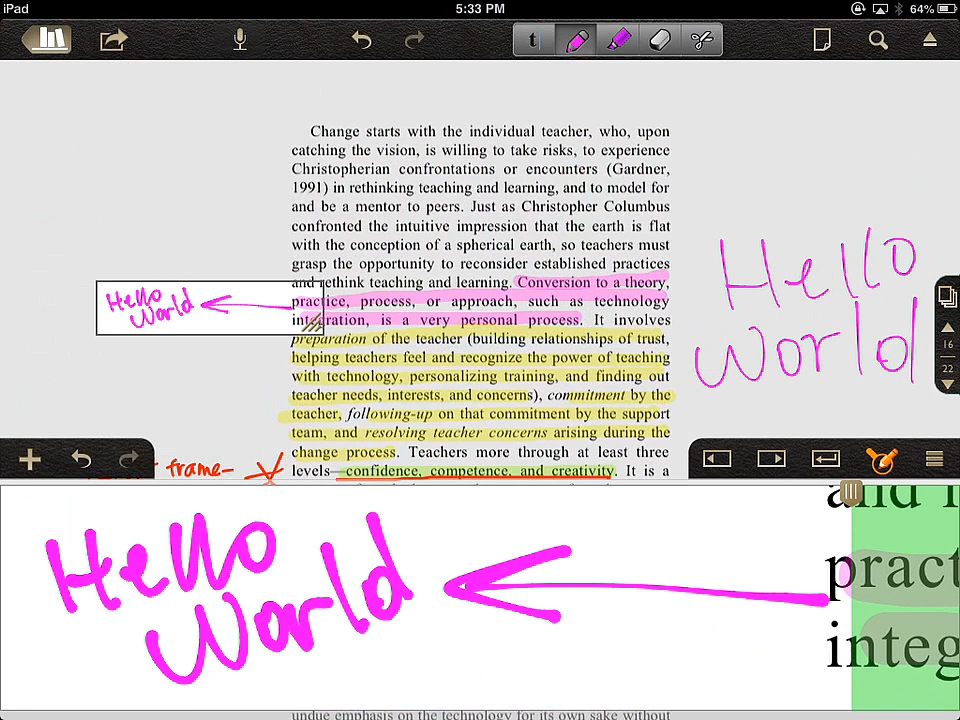 iPad 5:33 PM 64%
t
Change starts with the individual teacher, who, upon
catching the vision, is willing to take risks, to experience
Christopherian confrontations or encounters (Gardner,
1991) in rethinking teaching and learning, and to model for
and be a mentor to peers. Just as Christopher Columbus
confronted the intuitive impression that the earth is flat
with the conception of a spherical earth, so teachers must
grasp the opportunity to reconsider established practices
and rethink teaching and learning. Conversion to a theory,
practice, process, or approach, such as technology
integration, is a very personal process. It involves
preparation of the teacher (building relationships of trust,
helping teachers feel and recognize the power of teaching
with technology, personalizing training, and finding out
teacher needs, interests, and concerns), commitment by the
teacher, following-up on that commitment by the support
team, and resolving teacher concerns arising during the
change process. Teachers more through at least three
levels—confidence, competence, and creativity. It is a
Hello
World
Hello
World
16
22
frame-
Hello
World
and
pract
integ
undue emphasis on the technology for its own sake without